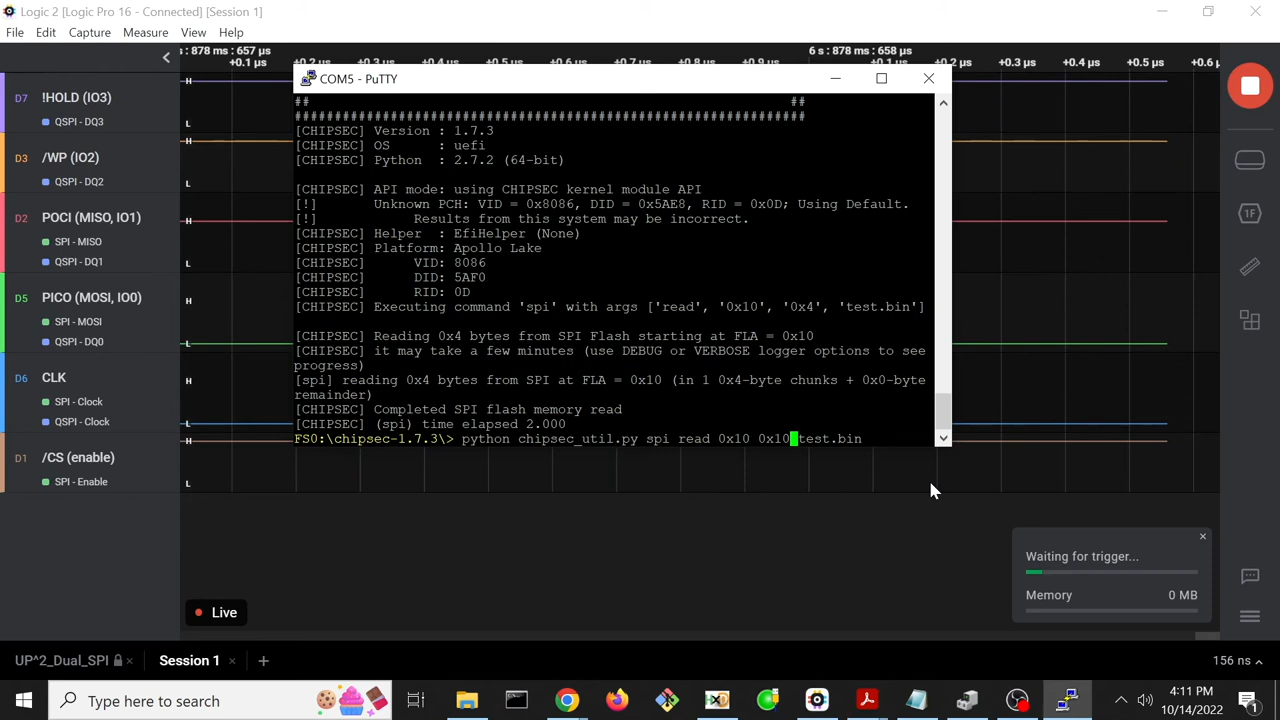 Logic 2 [Logic Pro 16 - Connected] [Session 1]
File Edit Capture Measure View Help
s : 878 ms : 657 µs
6 s : 878 ms : 658 µs
+0.1 µs
+0.5 µs
D7 !HOLD (IO3)
QSPI - DQ3
D3 /WP (IO2)
QSPI - DQ2
D2 POCI (MISO, IO1)
SPI - MISO
QSPI - DQ1
D5 PICO (MOSI, IO0)
SPI - MOSI
QSPI - DQ0
D6 CLK
SPI - Clock
QSPI - Clock
D1 /CS (enable)
SPI - Enable
H
L
H
H
H
L
H
L
H
L
COM5 - PuTTY
## ##
################################################################
[CHIPSEC] Version : 1.7.3
[CHIPSEC] OS : uefi
[CHIPSEC] Python : 2.7.2 (64-bit)
[CHIPSEC] API mode: using CHIPSEC kernel module API
[!] Unknown PCH: VID = 0x8086, DID = 0x5AE8, RID = 0x0D; Using Default.
[!] Results from this system may be incorrect.
[CHIPSEC] Helper : EfiHelper (None)
[CHIPSEC] Platform: Apollo Lake
[CHIPSEC] VID: 8086
[CHIPSEC] DID: 5AF0
[CHIPSEC] RID: 0D
[CHIPSEC] Executing command 'spi' with args ['read', '0x10', '0x4', 'test.bin']
[CHIPSEC] Reading 0x4 bytes from SPI Flash starting at FLA = 0x10
[CHIPSEC] it may take a few minutes (use DEBUG or VERBOSE logger options to see
progress)
[spi] reading 0x4 bytes from SPI at FLA = 0x10 (in 1 0x4-byte chunks + 0x0-byte
remainder)
[CHIPSEC] Completed SPI flash memory read
[CHIPSEC] (spi) time elapsed 2.000
FS0:\chipsec-1.7.3\> python chipsec_util.py spi read 0x10 0x10 test.bin
Waiting for trigger...
Memory 0 MB
Live
UP^2_Dual_SPI
Session 1
156 ns
Type here to search
4:11 PM
10/14/2022
1